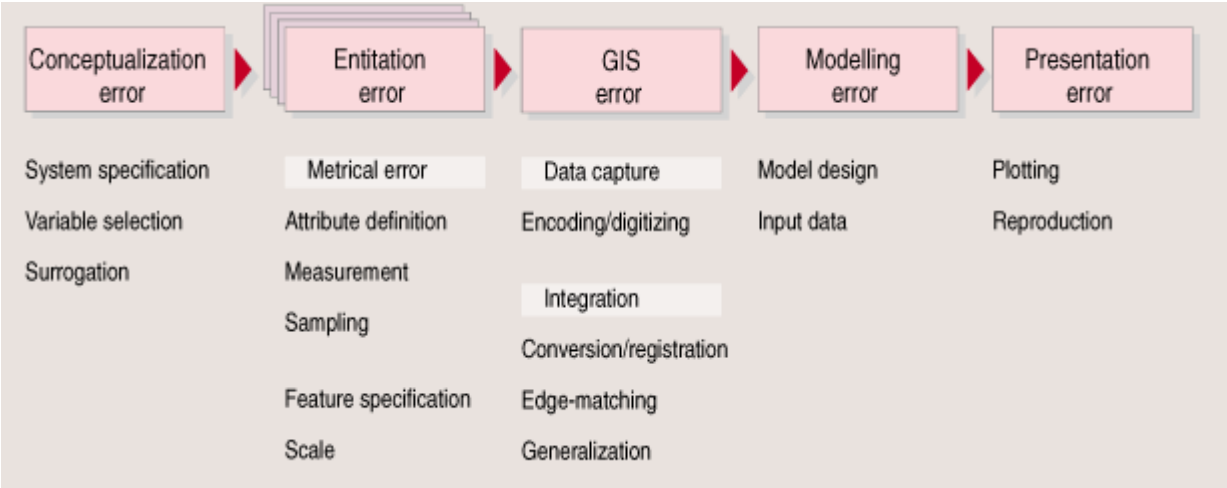 Conceptualization
error
Entitation
error
GIS
error
Modelling
error
Presentation
error
System specification
Variable selection
Surrogation
Metrical error
Attribute definition
Measurement
Sampling
Feature specification
Scale
Data capture
Encoding/digitizing
Integration
Conversion/registration
Edge-matching
Generalization
Model design
Input data
Plotting
Reproduction